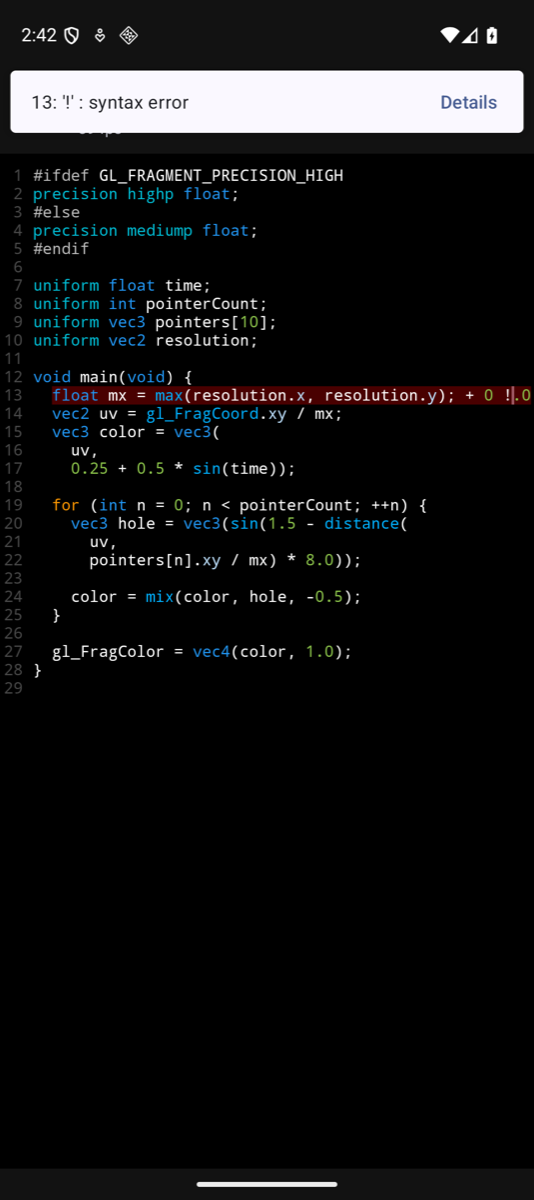 2:42
13: '!' : syntax error Details
1 #ifdef GL_FRAGMENT_PRECISION_HIGH
2 precision highp float;
3 #else
4 precision mediump float;
5 #endif
6
7 uniform float time;
8 uniform int pointerCount;
9 uniform vec3 pointers[10];
10 uniform vec2 resolution;
11
12 void main(void) {
13 float mx = max(resolution.x, resolution.y); + 0 !.0
14 vec2 uv = gl_FragCoord.xy / mx;
15 vec3 color = vec3(
16 uv,
17 0.25 + 0.5 * sin(time));
18
19 for (int n = 0; n < pointerCount; ++n) {
20 vec3 hole = vec3(sin(1.5 - distance(
21 uv,
22 pointers[n].xy / mx) * 8.0));
23
24 color = mix(color, hole, -0.5);
25 }
26
27 gl_FragColor = vec4(color, 1.0);
28 }
29